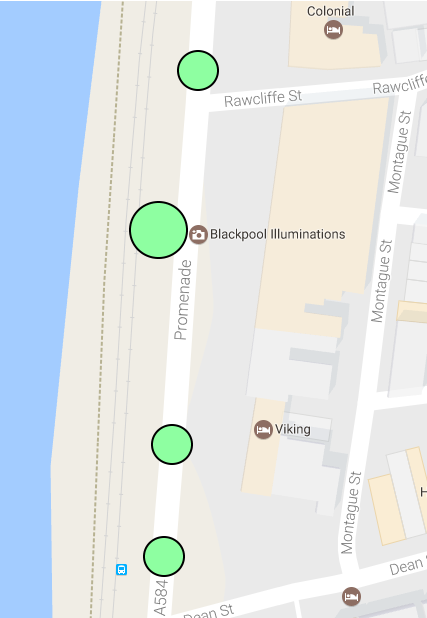 Colonial
Rawcliffe St
Rawcliffe
Montague St
Blackpool Illuminations
Montague St
Promenade
Viking
Montague St
H
Dean St
A584
Dean St